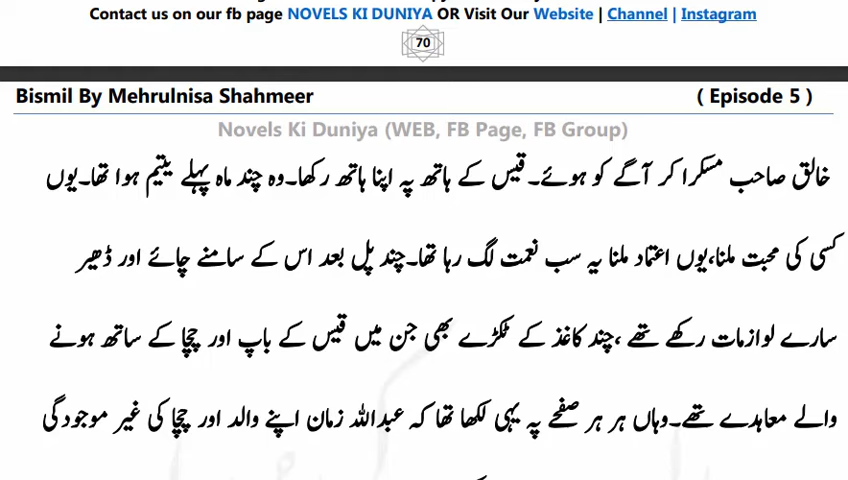 Contact us on our fb page NOVELS KI DUNIYA OR Visit Our Website | Channel | Instagram
70
Bismil By Mehrulnisa Shahmeer ( Episode 5 )
Novels Ki Duniya (WEB, FB Page, FB Group)
خالق صاحب مسکرا کر آگے کو ہوئے۔قیس کے ہاتھ پہ اپنا ہاتھ رکھا۔وہ چند ماہ پہلے یتیم ہوا تھا۔یوں
کسی کی محبت ملنا،یوں اعتماد ملنا یہ سب نعمت لگ رہا تھا۔چند پل بعد اس کے سامنے چائے اور ڈھیر
سارے لوازمات رکھے تھے ،چند کاغذ کے ٹکڑے بھی جن میں قیس کے باپ اور چچا کے ساتھ ہونے
والے معاہدے تھے۔وہاں ہر ہر صفحے پہ یہی لکھا تھا کہ عبداللہ زمان اپنے والد اور چچا کی غیر موجودگی